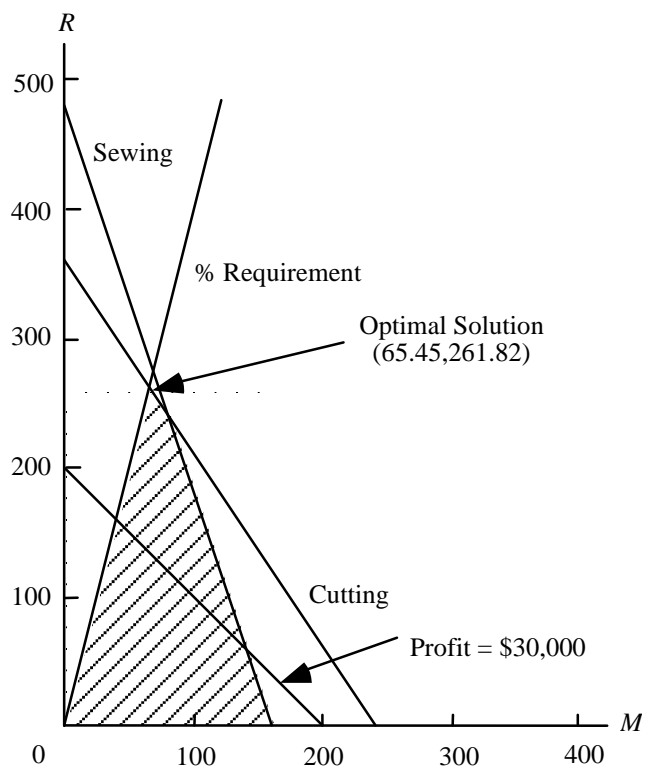 R
500
Sewing
400
% Requirement
Optimal Solution
(65.45,261.82)
300
200
100
Cutting
Profit = $30,000
M
0 100 200 300 400